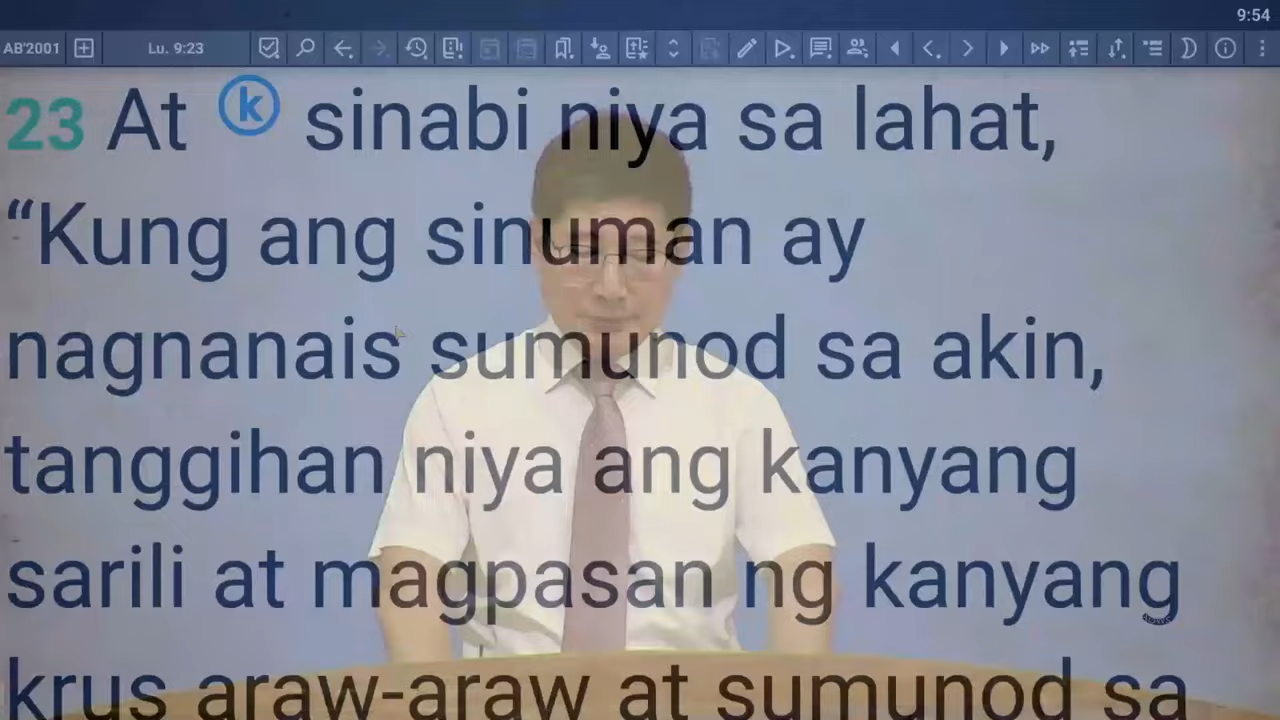 9:54
AB'2001 Lu. 9:23
23 At k sinabi niya sa lahat,
“Kung ang sinuman ay
nagnanais sumunod sa akin,
tanggihan niya ang kanyang
sarili at magpasan ng kanyang
krus araw-araw at sumunod sa